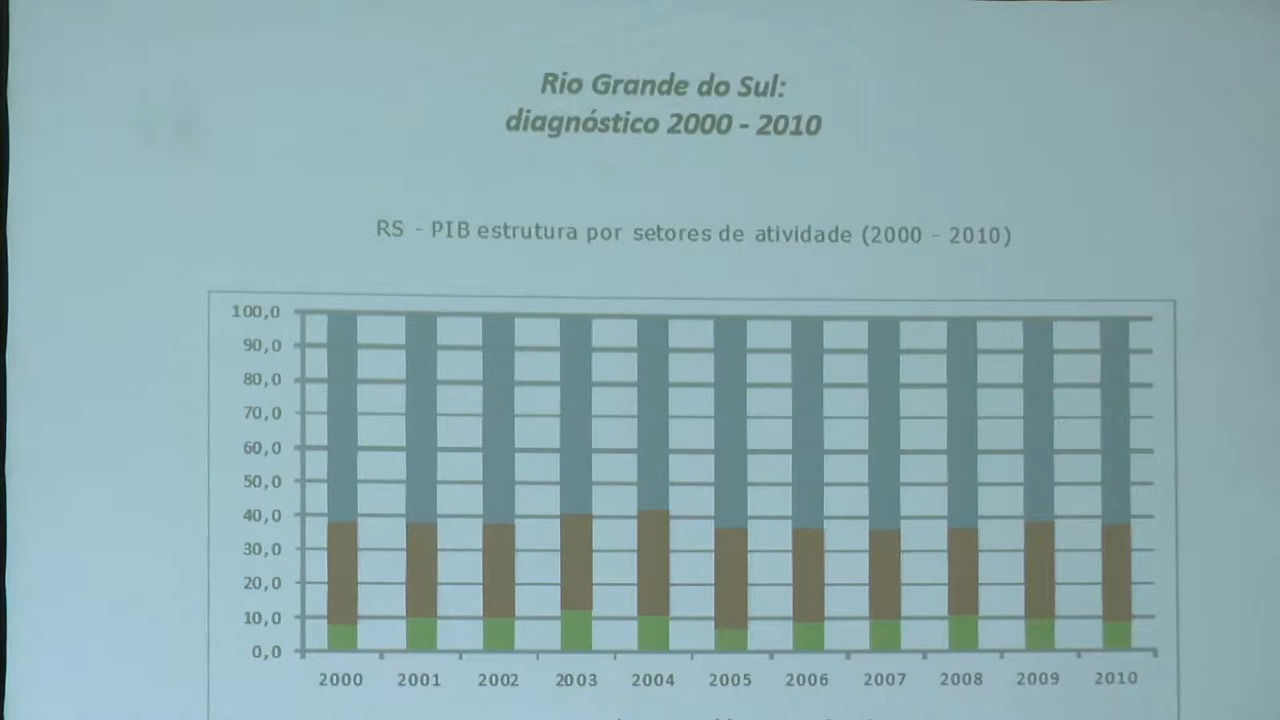 Rio Grande do Sul:
diagnóstico 2000 - 2010
RS - PIB estrutura por setores de atividade (2000 - 2010)
100,0
90,0
80,0
70,0
60,0
50,0
40,0
30,0
20,0
10,0
0,0
2000 2001 2002 2003 2004 2005 2006 2007 2008 2009 2010